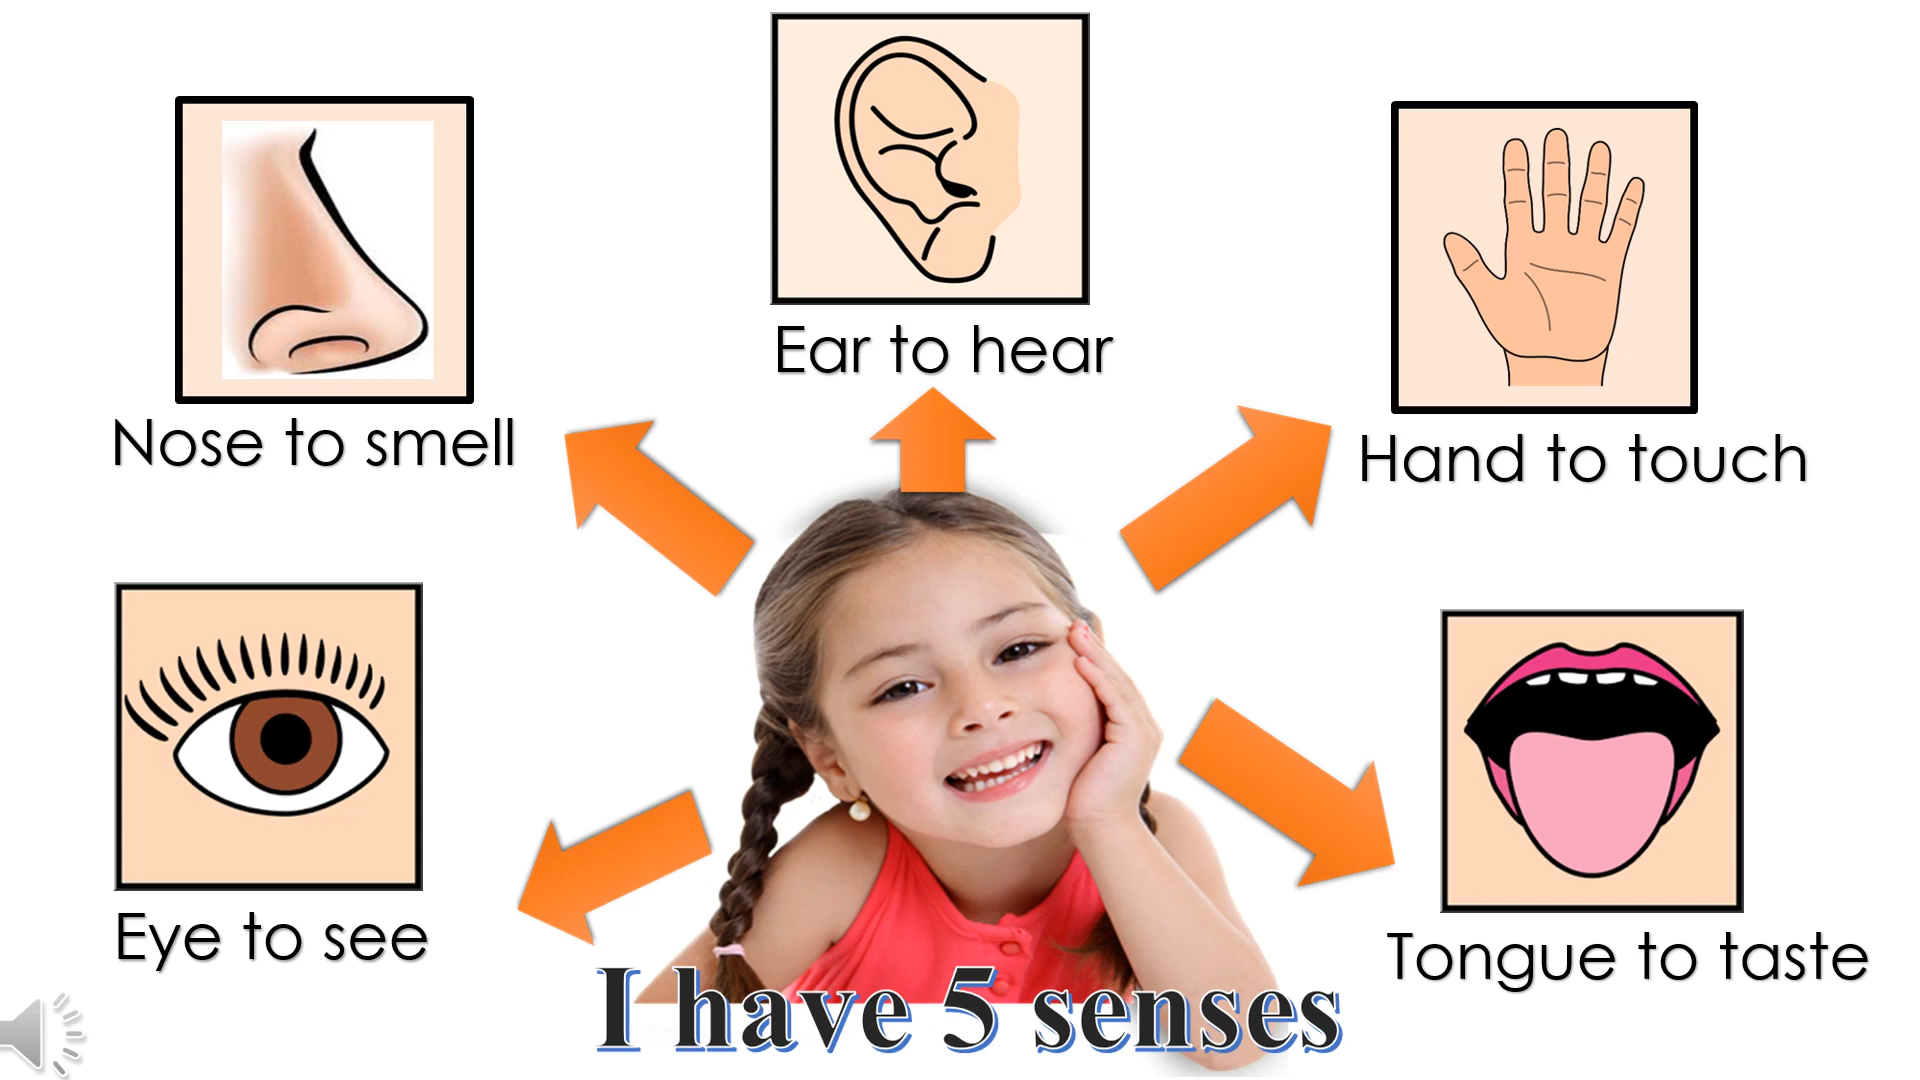 Ear to hear
Nose to smell
Hand to touch
Eye to see
Tongue to taste
I have 5 senses